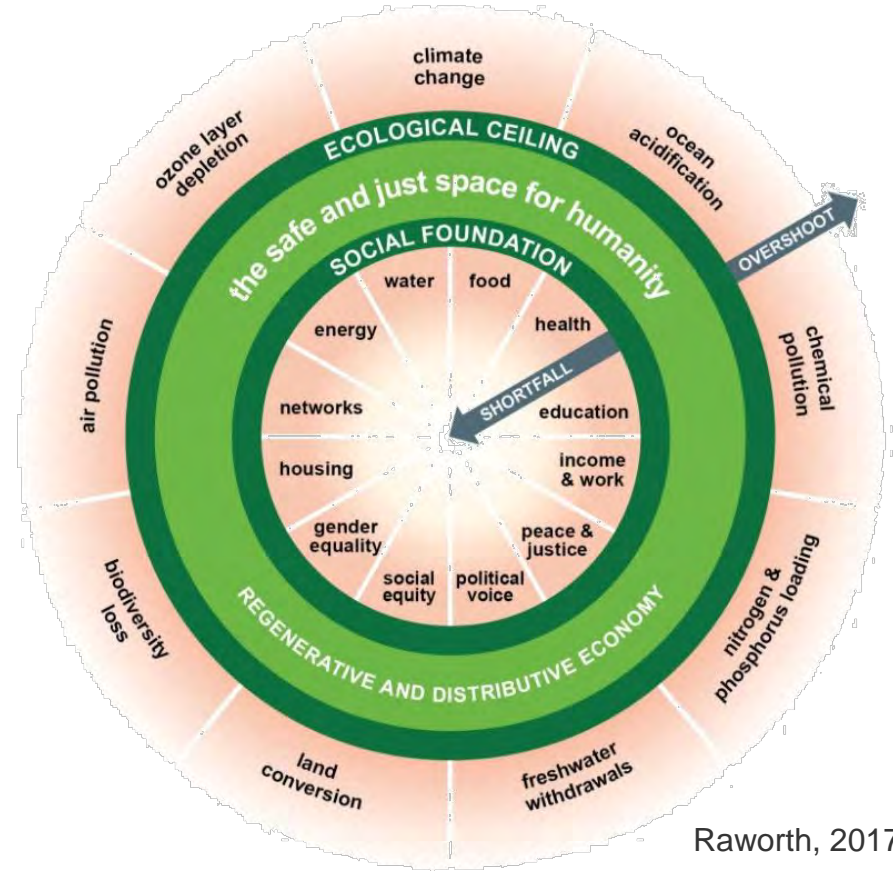 climate
change
ocean
acidification
OVERSHOOT
chemical
pollution
nitrogen &
phosphorus loading
freshwater
withdrawals
land
conversion
biodiversity
loss
air pollution
ozone layer
depletion
ECOLOGICAL CEILING
the safe and just space for humanity
SOCIAL FOUNDATION
water
food
health
SHORTFALL
education
income
& work
peace &
justice
political
voice
social
equity
gender
equality
housing
networks
energy
REGENERATIVE AND DISTRIBUTIVE ECONOMY
Raworth, 2017